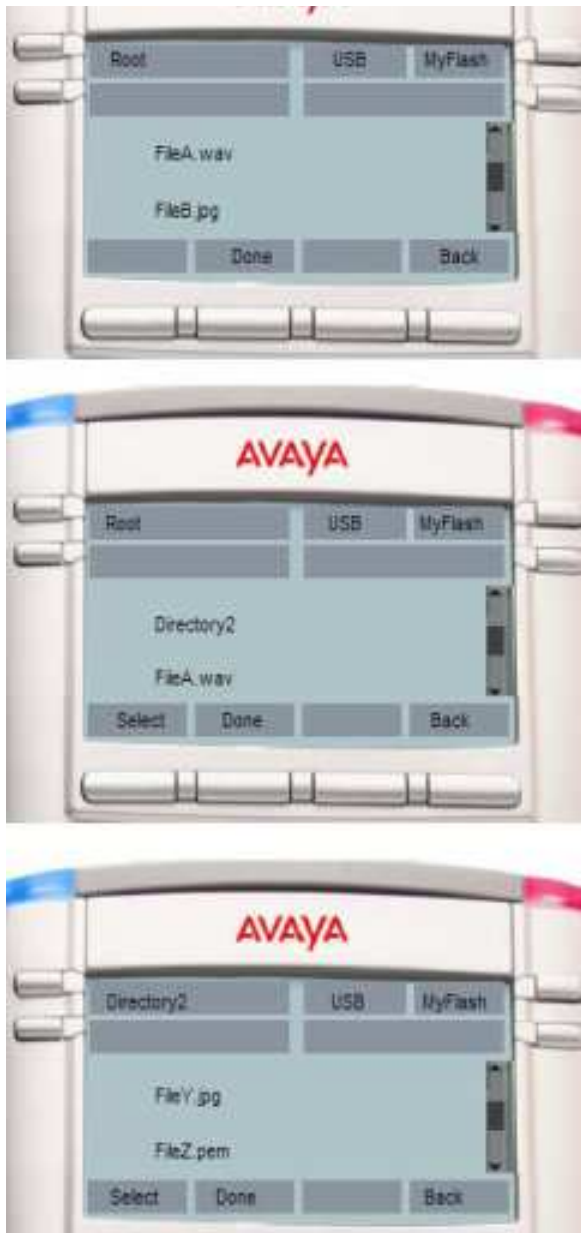 Root USB MyFlash
FileA.wav
FileB.jpg
Done Back
AVAYA
Root USB MyFlash
Directory2
FileA.wav
Select Done Back
AVAYA
Directory2 USB MyFlash
FileY.jpg
FileZ.pem
Select Done Back